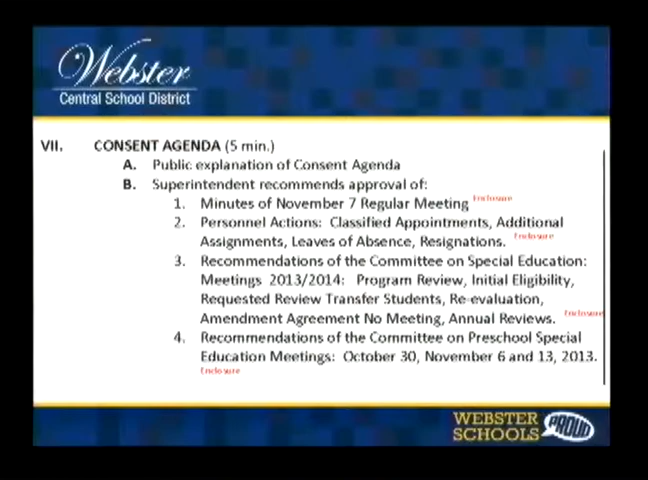 Webster
Central School District
VII. CONSENT AGENDA (5 min.)
A. Public explanation of Consent Agenda
B. Superintendent recommends approval of:
1. Minutes of November 7 Regular Meeting Enclosure
2. Personnel Actions: Classified Appointments, Additional
Assignments, Leaves of Absence, Resignations. Enclosure
3. Recommendations of the Committee on Special Education:
Meetings 2013/2014: Program Review, Initial Eligibility,
Requested Review Transfer Students, Re-evaluation,
Amendment Agreement No Meeting, Annual Reviews. Enclosure
4. Recommendations of the Committee on Preschool Special
Education Meetings: October 30, November 6 and 13, 2013.
Enclosure
WEBSTER
SCHOOLS PROUD